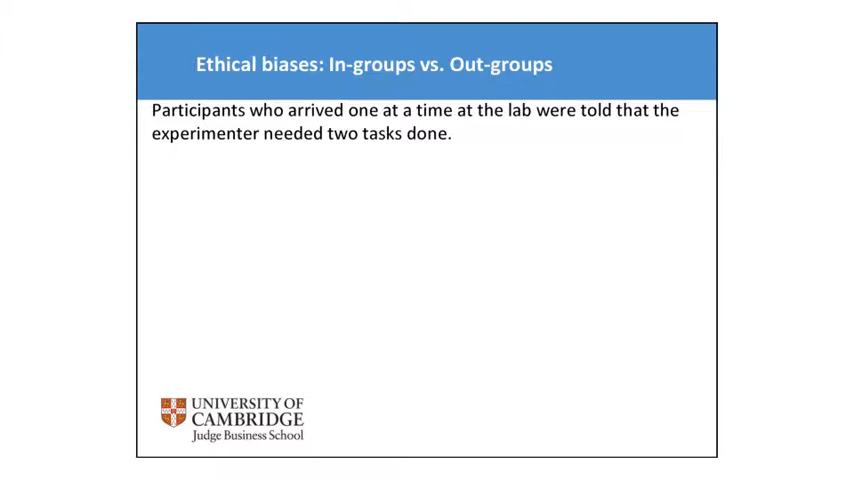 Ethical biases: In-groups vs. Out-groups
Participants who arrived one at a time at the lab were told that the
experimenter needed two tasks done.
UNIVERSITY OF
CAMBRIDGE
Judge Business School